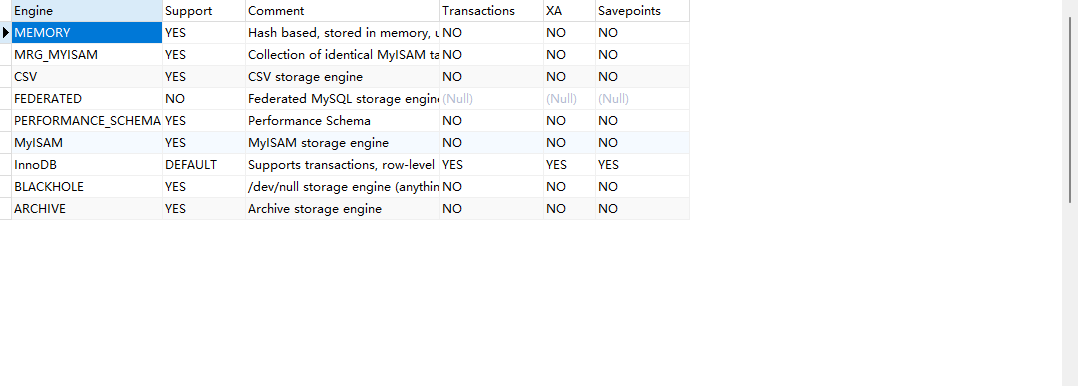 Engine Support Comment Transactions XA Savepoints
MEMORY YES Hash based, stored in memory, u NO NO NO
MRG_MYISAM YES Collection of identical MyISAM ta NO NO NO
CSV YES CSV storage engine NO NO NO
FEDERATED NO Federated MySQL storage engin (Null) (Null) (Null)
PERFORMANCE_SCHEMA YES Performance Schema NO NO NO
MyISAM YES MyISAM storage engine NO NO NO
InnoDB DEFAULT Supports transactions, row-level YES YES YES
BLACKHOLE YES /dev/null storage engine (anythin NO NO NO
ARCHIVE YES Archive storage engine NO NO NO